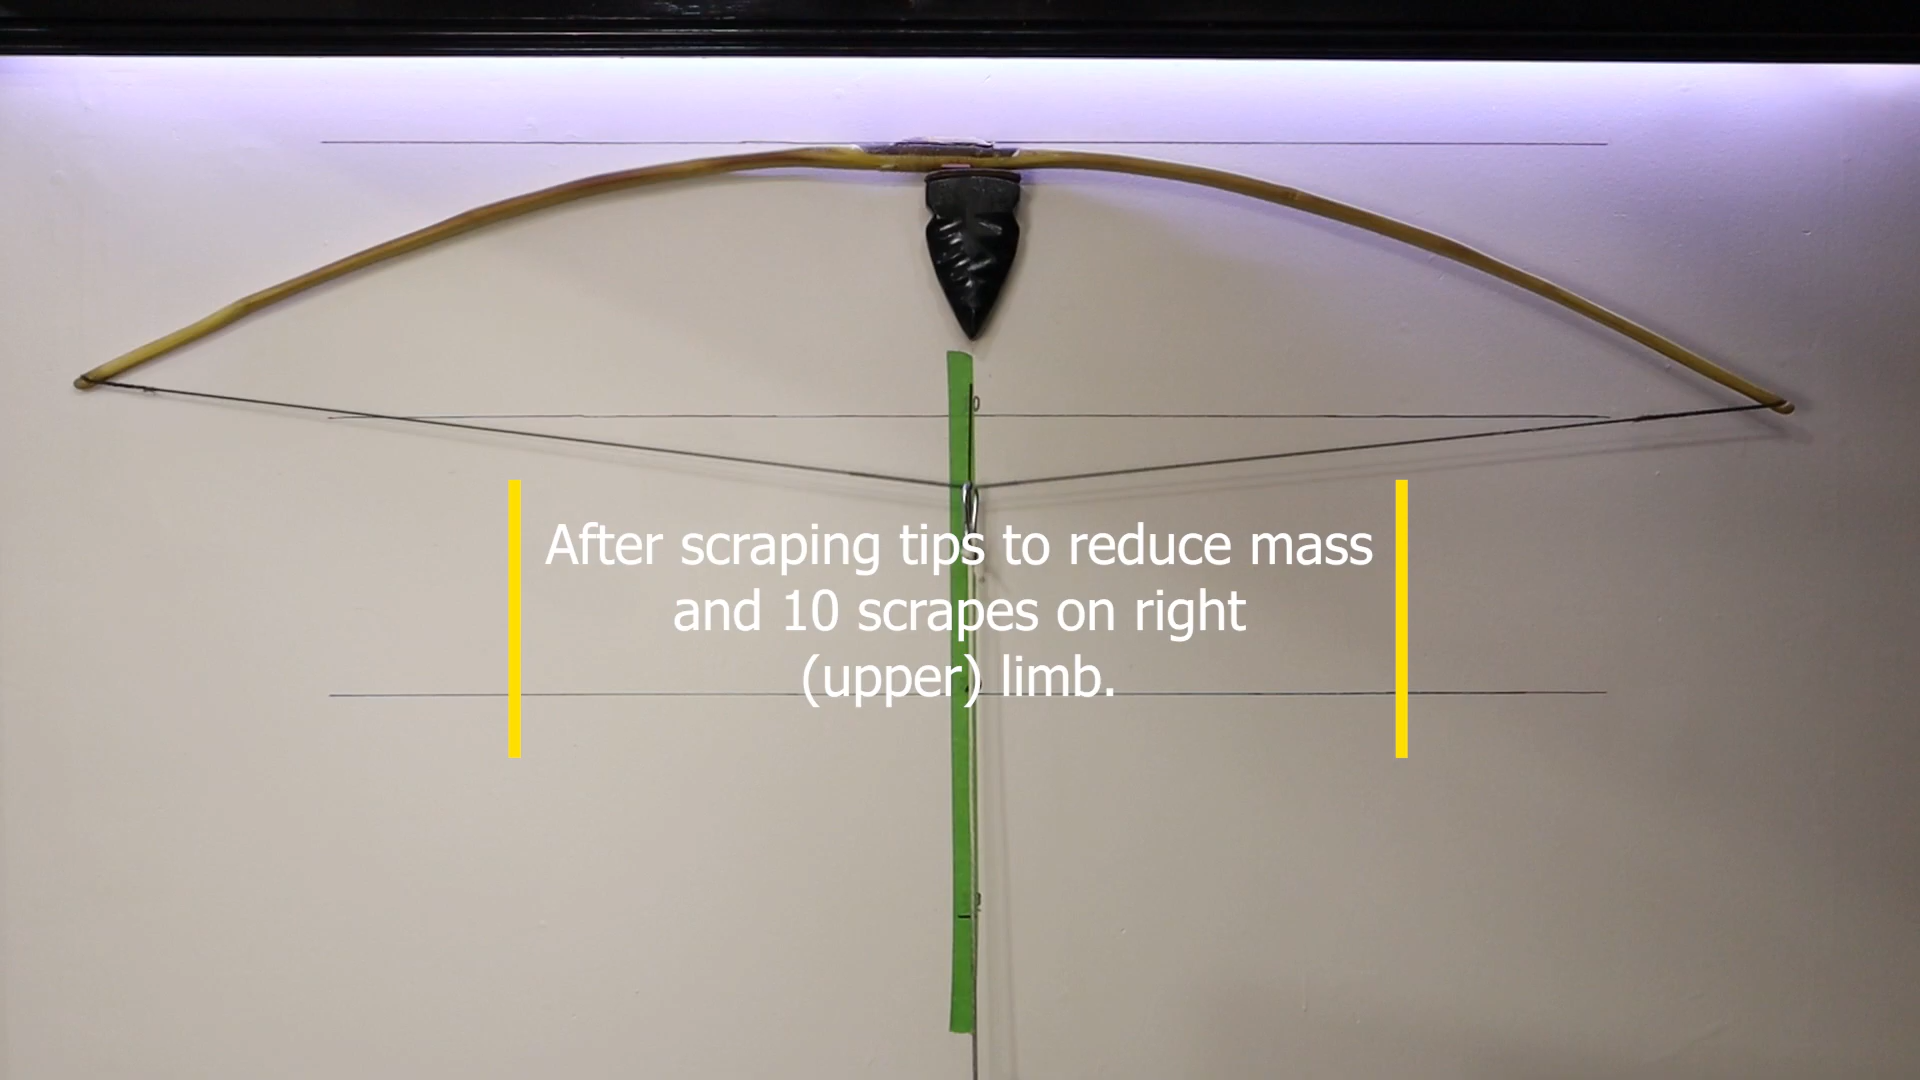 After scraping tips to reduce mass
and 10 scrapes on right
(upper) limb.